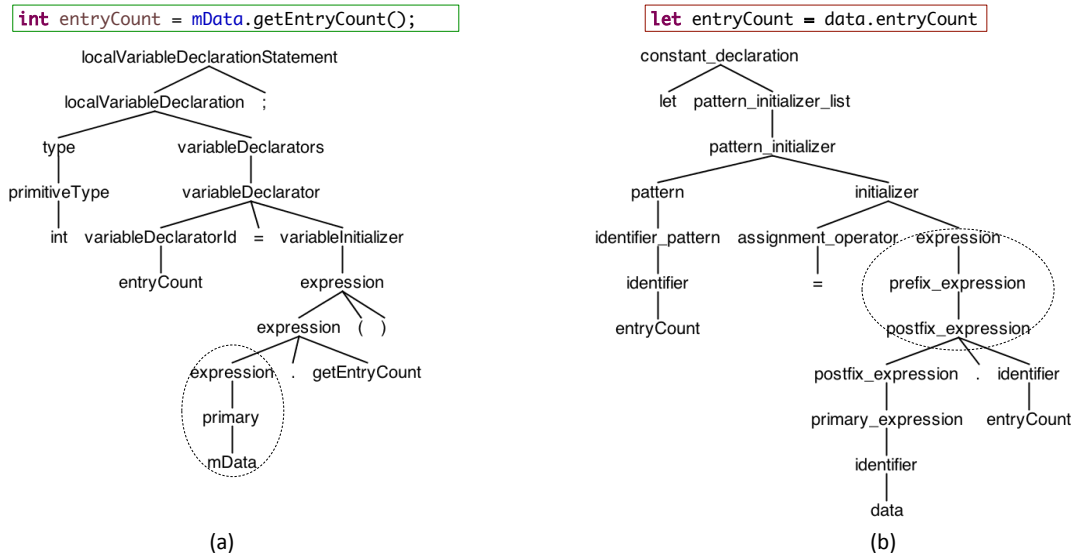 int entryCount = mData.getEntryCount();
let entryCount = data.entryCount
localVariableDeclarationStatement
localVariableDeclaration ;
type variableDeclarators
primitiveType variableDeclarator
int variableDeclaratorId = variableInitializer
entryCount expression
expression ( )
expression . getEntryCount
primary
mData
(a)
constant_declaration
let pattern_initializer_list
pattern_initializer
pattern initializer
identifier_pattern assignment_operator expression
identifier = prefix_expression
entryCount postfix_expression
postfix_expression . identifier
primary_expression entryCount
identifier
data
(b)